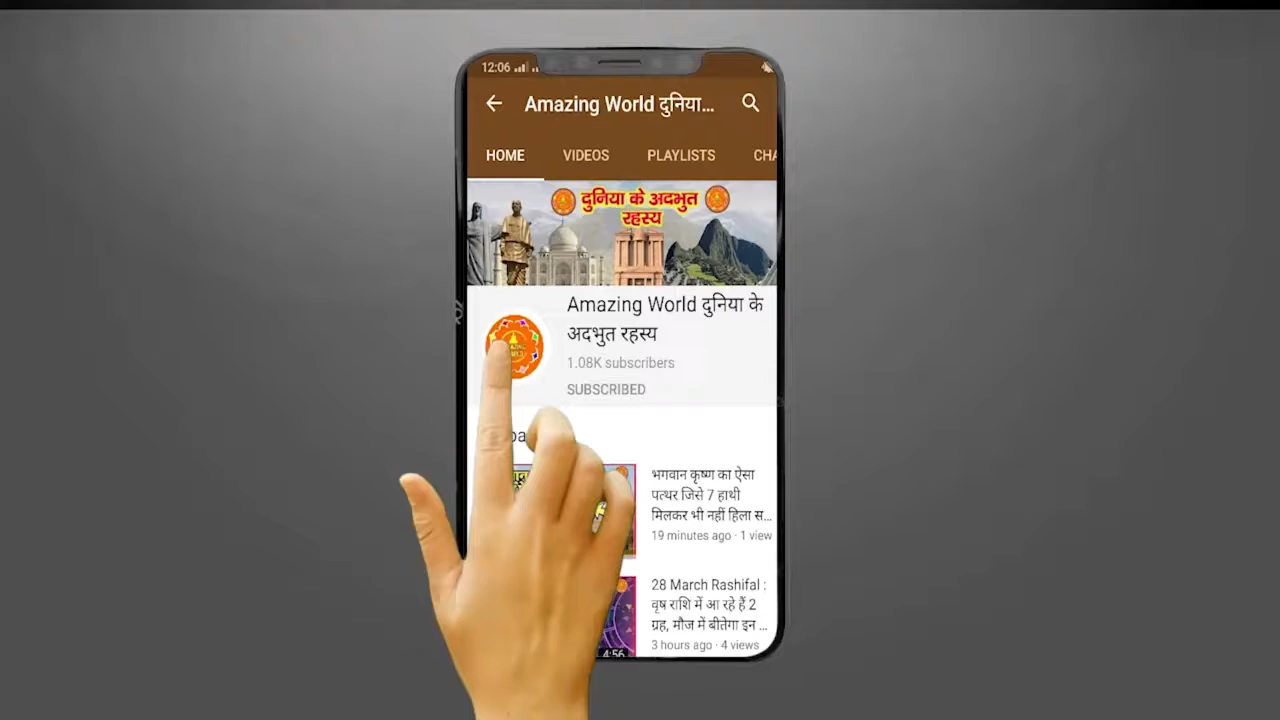 12:06
Amazing World दुनिया...
HOME VIDEOS PLAYLISTS CHA
दुनिया के अदभुत
रहस्य
Amazing World दुनिया के
अदभुत रहस्य
1.08K subscribers
SUBSCRIBED
भगवान कृष्ण का ऐसा
पत्थर जिसे 7 हाथी
मिलकर भी नहीं हिला स...
19 minutes ago · 1 view
28 March Rashifal :
वृष राशि में आ रहे हैं 2
ग्रह, मौज में बीतेगा इन ...
3 hours ago · 4 views
4:56